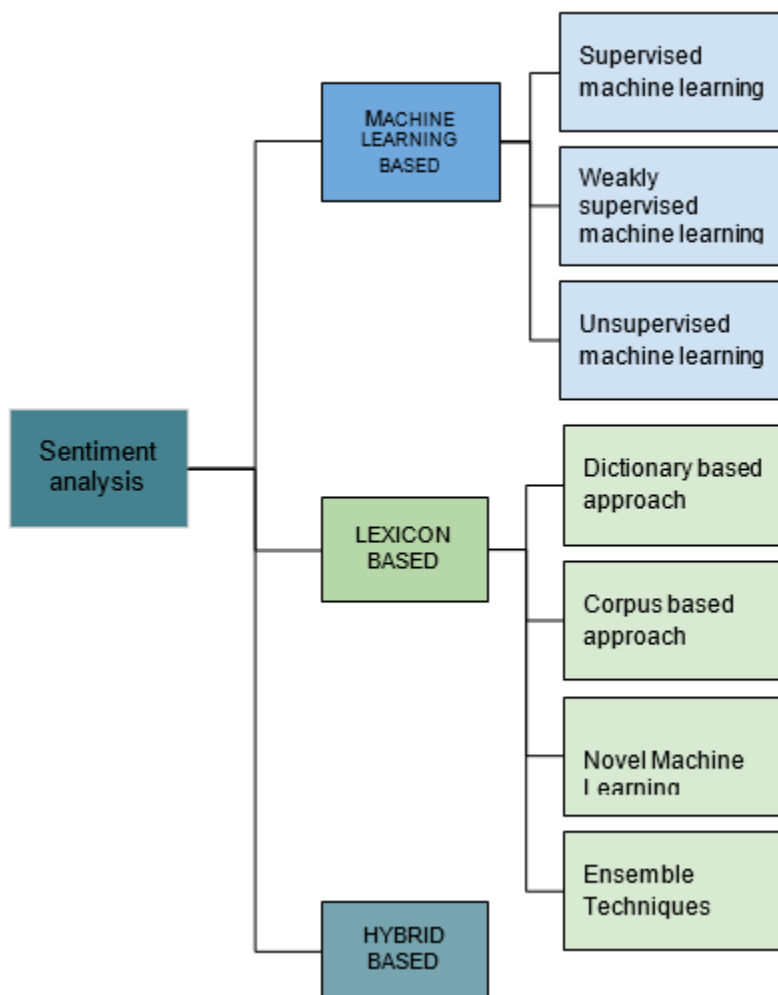 Supervised
machine learning
MACHINE
LEARNING
BASED
Weakly
supervised
machine learning
Unsupervised
machine learning
Sentiment
analysis
Dictionary based
approach
LEXICON
BASED
Corpus based
approach
Novel Machine
Learning
Ensemble
Techniques
HYBRID
BASED